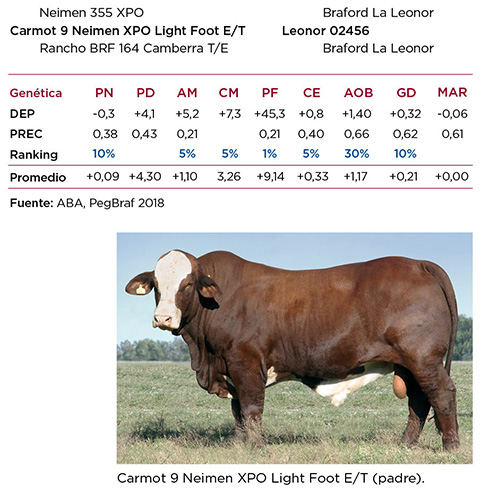 Neimen 355 XPO Braford La Leonor
Carmot 9 Neimen XPO Light Foot E/T Leonor 02456
Rancho BRF 164 Camberra T/E Braford La Leonor
Genética PN PD AM CM PF CE AOB GD MAR
DEP -0,3 +4,1 +5,2 +7,3 +45,3 +0,8 +1,40 +0,32 -0,06
PREC 0,38 0,43 0,21 0,21 0,40 0,66 0,62 0,61
Ranking 10% 5% 5% 1% 5% 30% 10%
Promedio +0,09 +4,30 +1,10 3,26 +9,14 +0,33 +1,17 +0,21 +0,00
Fuente: ABA, PegBraf 2018
Carmot 9 Neimen XPO Light Foot E/T (padre).